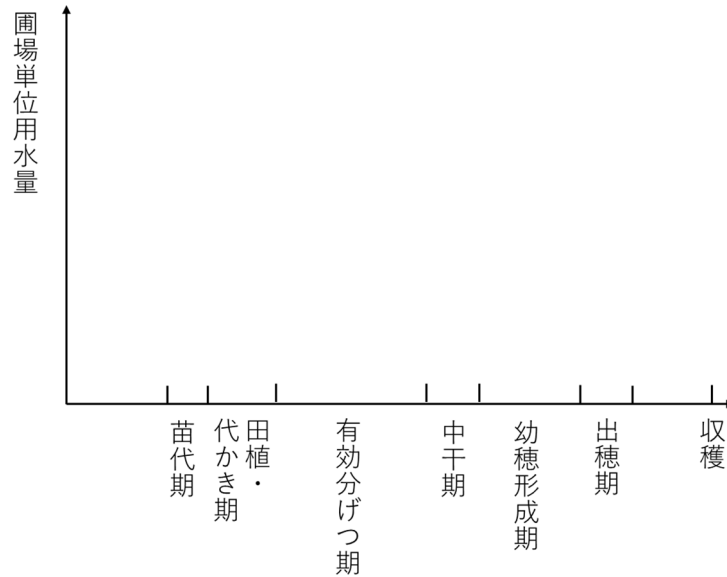 圃場単位用水量
苗代期
田植・
代かき期
有効分げつ期
中干期
幼穂形成期
出穂期
収穫